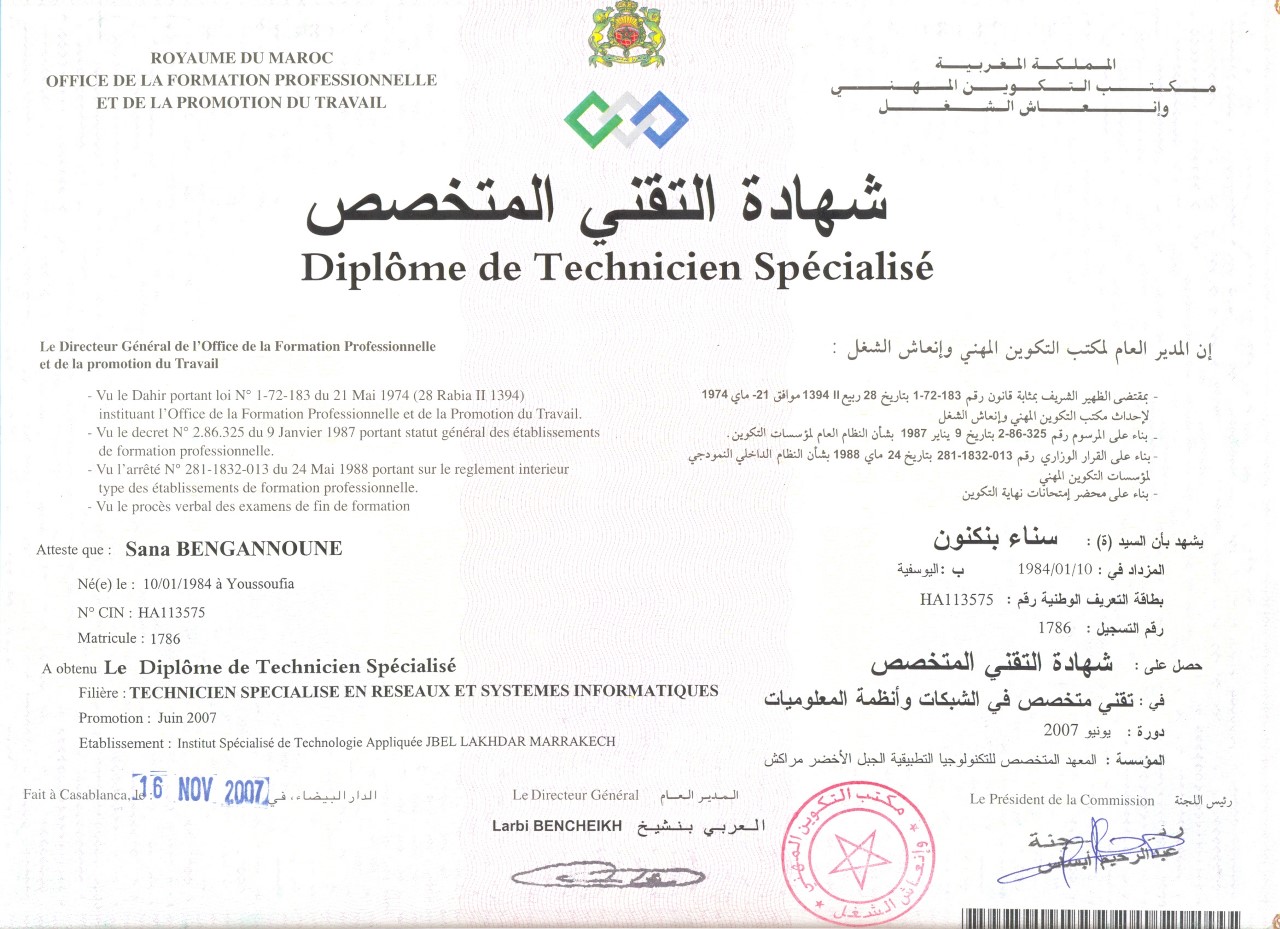 ROYAUME DU MAROC
OFFICE DE LA FORMATION PROFESSIONNELLE
ET DE LA PROMOTION DU TRAVAIL
المملكة المغربية
مكتب التكوين المهني
وإنعاش الشغل
شهادة التقني المتخصص
Diplôme de Technicien Spécialisé
Le Directeur Général de l'Office de la Formation Professionnelle
et de la promotion du Travail
- Vu le Dahir portant loi N° 1-72-183 du 21 Mai 1974 (28 Rabia II 1394)
instituant l'Office de la Formation Professionnelle et de la Promotion du Travail.
- Vu le decret N° 2.86.325 du 9 Janvier 1987 portant statut général des établissements
de formation professionnelle.
- Vu l'arrêté N° 281-1832-013 du 24 Mai 1988 portant sur le reglement interieur
type des établissements de formation professionnelle.
- Vu le procès verbal des examens de fin de formation
إن المدير العام لمكتب التكوين المهني وإنعاش الشغل :
- بمقتضى الظهير الشريف بمثابة قانون رقم 183-72-1 بتاريخ 28 ربيع II 1394 موافق 21- ماي 1974
لإحداث مكتب التكوين المهني وإنعاش الشغل
- بناء على المرسوم رقم 325-86-2 بتاريخ 9 يناير 1987 بشأن النظام العام لمؤسسات التكوين.
- بناء على القرار الوزاري رقم 013-1832-281 بتاريخ 24 ماي 1988 بشأن النظام الداخلي النمودجي
لمؤسسات التكوين المهني
- بناء على محضر إمتحانات نهاية التكوين
Atteste que : Sana BENGANNOUNE
Né(e) le : 10/01/1984 à Youssoufia
N° CIN : HA113575
Matricule : 1786
A obtenu Le Diplôme de Technicien Spécialisé
Filière : TECHNICIEN SPECIALISE EN RESEAUX ET SYSTEMES INFORMATIQUES
Promotion : Juin 2007
Etablissement : Institut Spécialisé de Technologie Appliquée JBEL LAKHDAR MARRAKECH
يشهد بأن السيد (ة) : سناء بنكنون
المزداد في : 1984/01/10 ب : اليوسفية
بطاقة التعريف الوطنية رقم : HA113575
رقم التسجيل : 1786
حصل على : شهادة التقني المتخصص
في : تقني متخصص في الشبكات وأنظمة المعلوميات
دورة : يونيو 2007
المؤسسة : المعهد المتخصص للتكنولوجيا التطبيقية الجبل الأخضر مراكش
Fait à Casablanca, le : 16 NOV 2007 الدار البيضاء، في
Le Directeur Général المدير العام
Larbi BENCHEIKH العربي بنشيخ
مكتب التكوين المهني وإنعاش الشغل
Le Président de la Commission رئيس اللجنة
عبدالرحيم